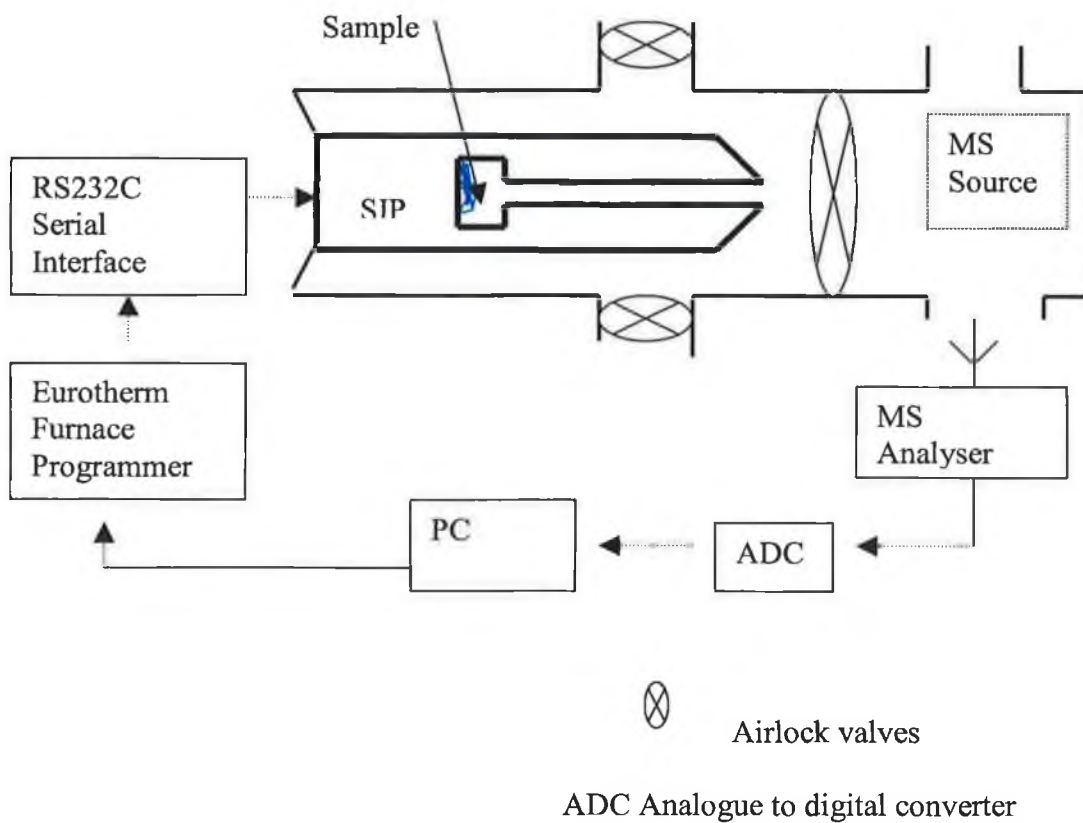 Sample
MS
Source
RS232C
Serial
Interface
SIP
Eurotherm
Furnace
Programmer
MS
Analyser
PC
ADC
Airlock valves
ADC Analogue to digital converter